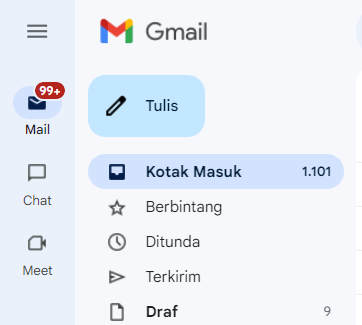 Gmail
99+
Mail
Chat
Meet
Tulis
Kotak Masuk 1.101
Berbintang
Ditunda
Terkirim
Draf 9